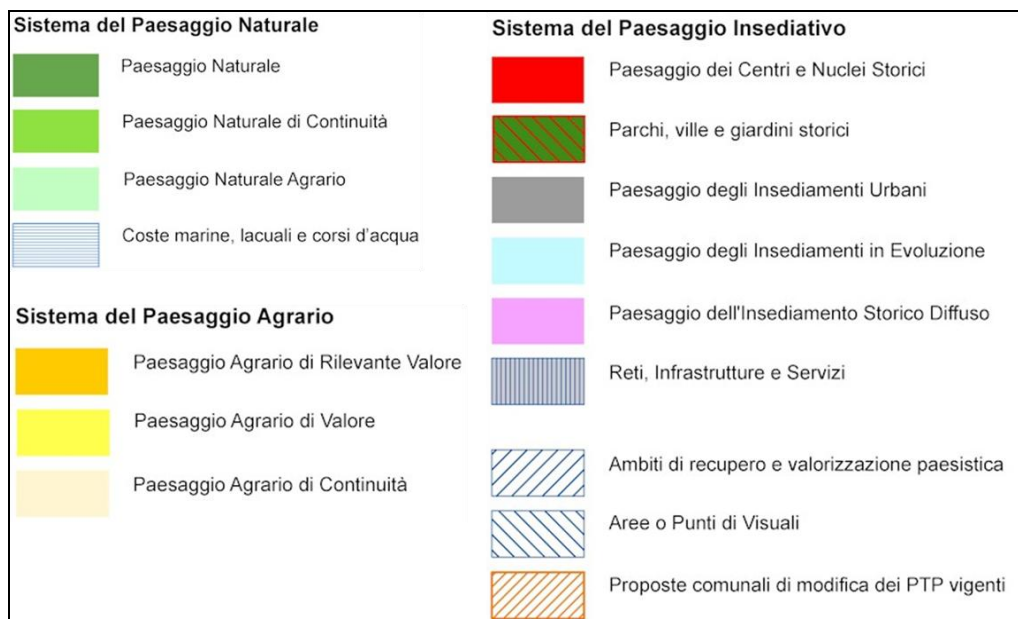 Sistema del Paesaggio Naturale
Paesaggio Naturale
Paesaggio Naturale di Continuità
Paesaggio Naturale Agrario
Coste marine, lacuali e corsi d'acqua
Sistema del Paesaggio Agrario
Paesaggio Agrario di Rilevante Valore
Paesaggio Agrario di Valore
Paesaggio Agrario di Continuità
Sistema del Paesaggio Insediativo
Paesaggio dei Centri e Nuclei Storici
Parchi, ville e giardini storici
Paesaggio degli Insediamenti Urbani
Paesaggio degli Insediamenti in Evoluzione
Paesaggio dell'Insediamento Storico Diffuso
Reti, Infrastrutture e Servizi
Ambiti di recupero e valorizzazione paesistica
Aree o Punti di Visuali
Proposte comunali di modifica dei PTP vigenti